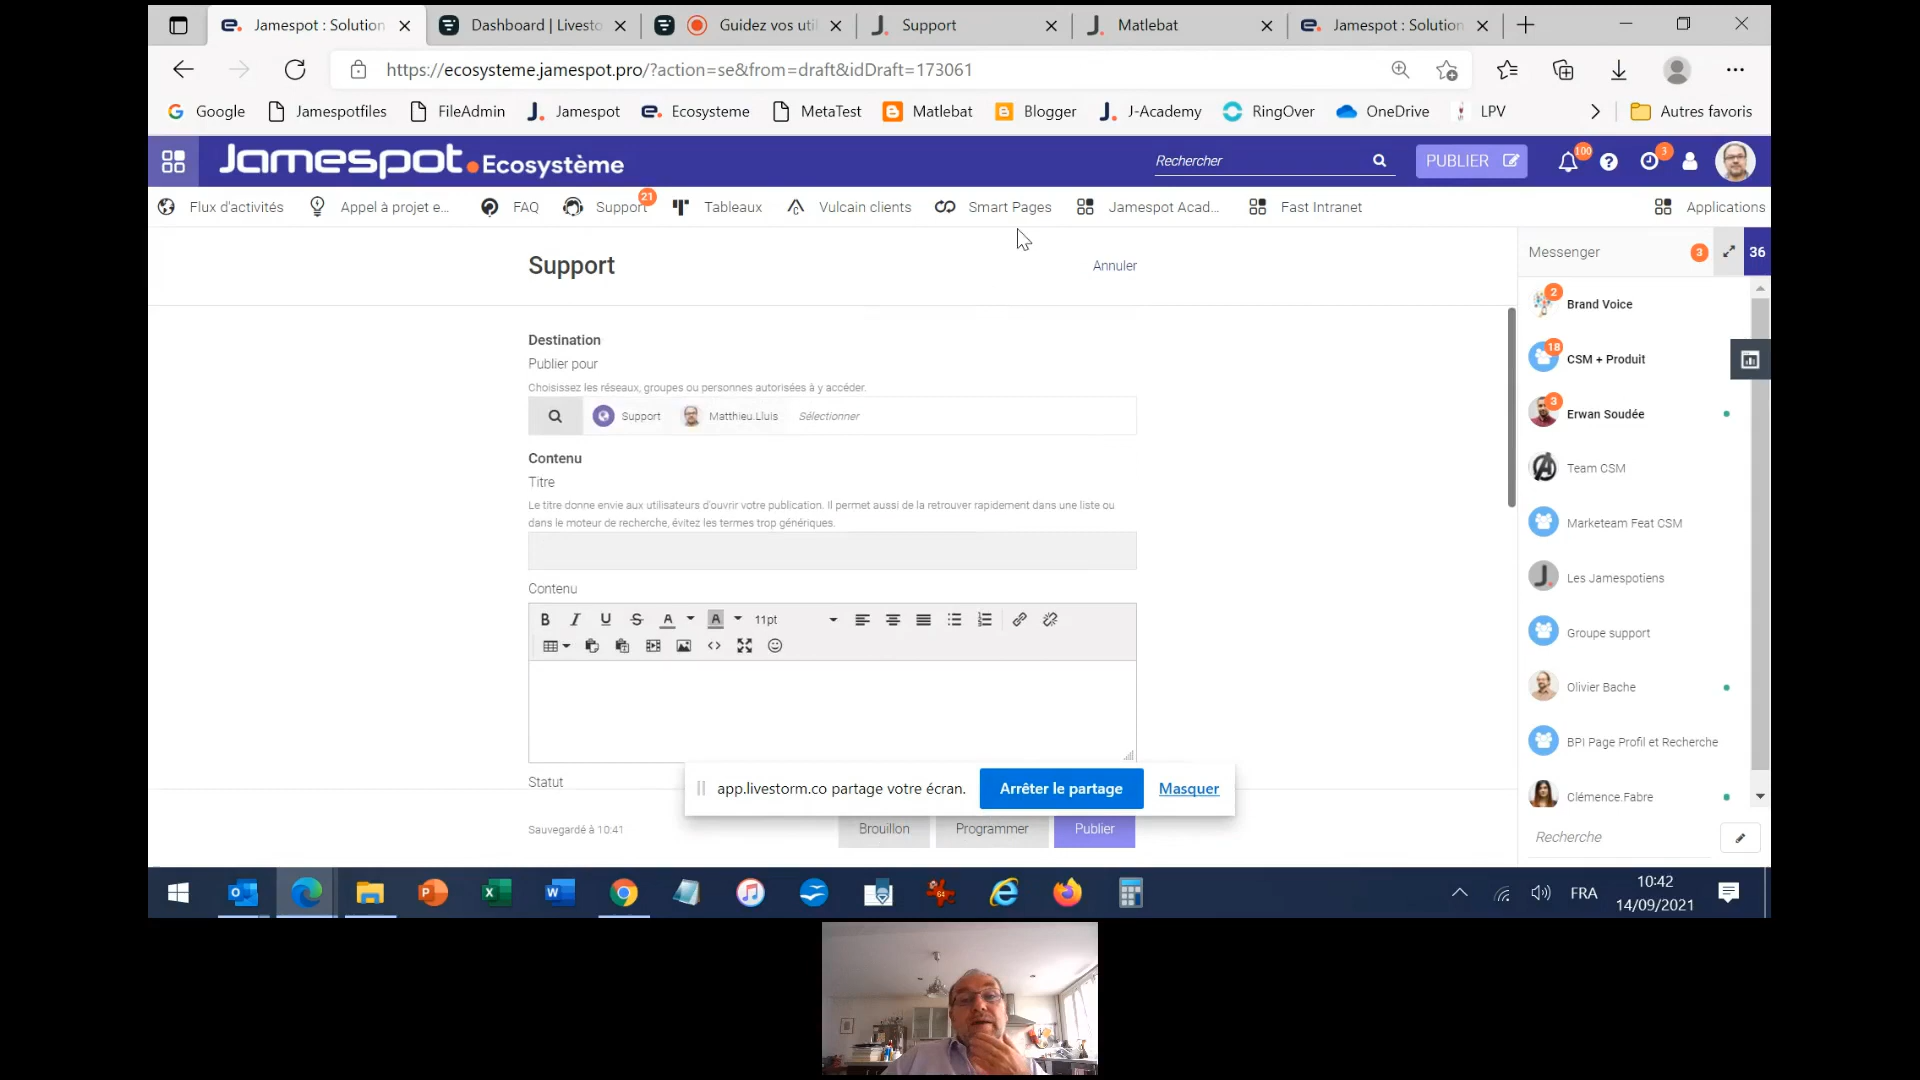 Jamespot : Solution
Dashboard | Livesto
Guidez vos uti
Support
Matlebat
Jamespot : Solution
https://ecosysteme.jamespot.pro/?action=se&from=draft&idDraft=173061
Google
Jamespotfiles
FileAdmin
Jamespot
Ecosysteme
MetaTest
Matlebat
Blogger
J-Academy
RingOver
OneDrive
LPV
Autres favoris
Jamespot.Ecosystème
Rechercher
PUBLIER
100
3
Flux d'activités
Appel à projet e...
FAQ
Support
21
Tableaux
Vulcain clients
Smart Pages
Jamespot Acad...
Fast Intranet
Applications
Support
Annuler
Messenger
3
36
Destination
Publier pour
Choisissez les réseaux, groupes ou personnes autorisées à y accéder.
Support
Matthieu.Lluis
Sélectionner
Contenu
Titre
Le titre donne envie aux utilisateurs d'ouvrir votre publication. Il permet aussi de la retrouver rapidement dans une liste ou
dans le moteur de recherche, évitez les termes trop génériques.
Contenu
B I U S A A 11pt
Statut
Sauvegardé à 10:41
Brouillon
Programmer
Publier
app.livestorm.co partage votre écran.
Arrêter le partage
Masquer
2
Brand Voice
18
CSM + Produit
3
Erwan Soudée
Team CSM
Marketeam Feat CSM
Les Jamespotiens
Groupe support
Olivier Bache
BPI Page Profil et Recherche
Clémence.Fabre
Recherche
FRA
10:42
14/09/2021